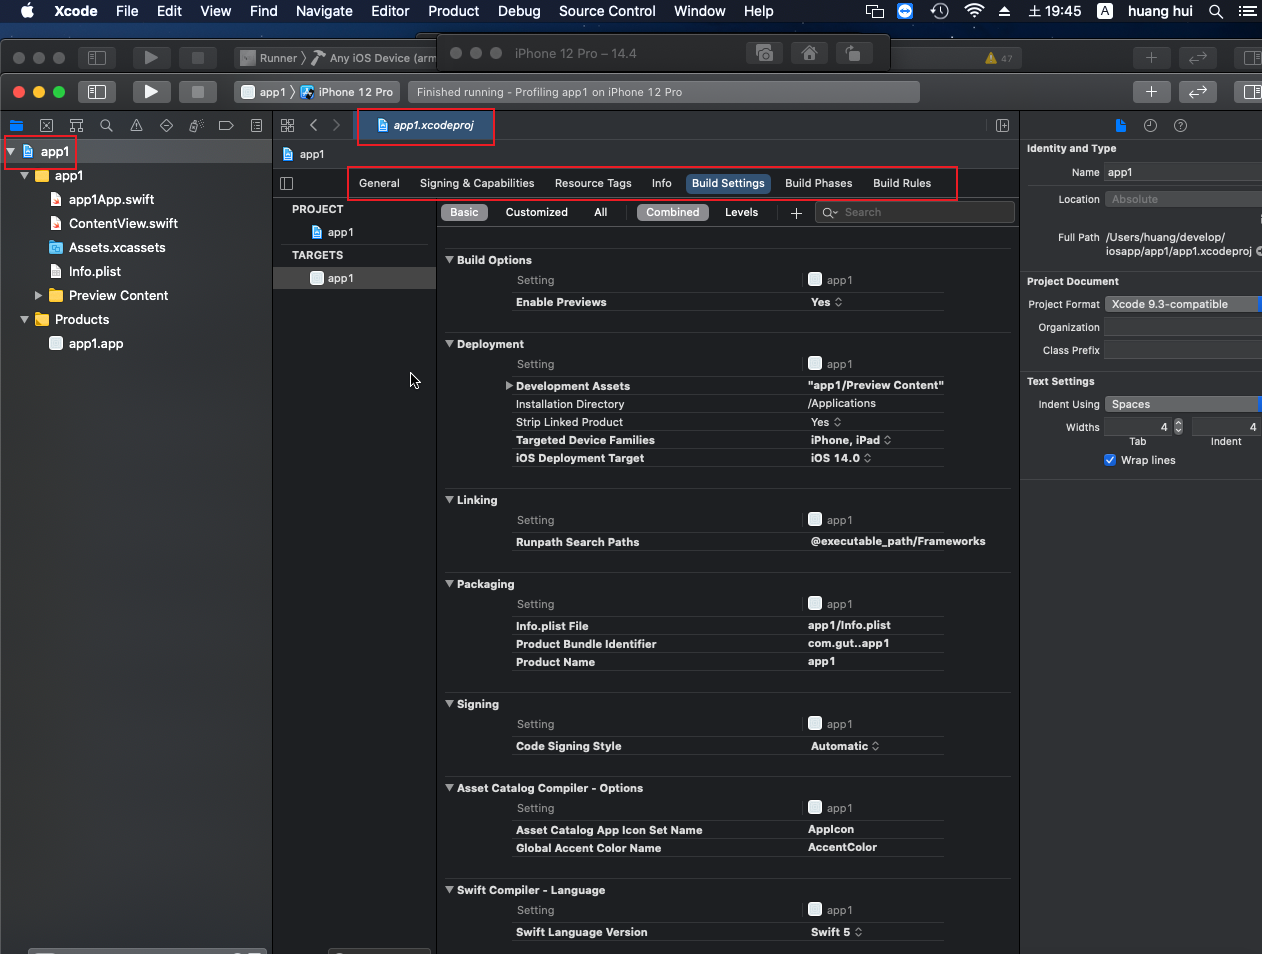 Xcode File Edit View Find Navigate Editor Product Debug Source Control Window Help 土 19:45 A huang hui
Runner Any iOS Device (arm
iPhone 12 Pro – 14.4
47
app1 iPhone 12 Pro
Finished running - Profiling app1 on iPhone 12 Pro
app1
app1
app1App.swift
ContentView.swift
Assets.xcassets
Info.plist
Preview Content
Products
app1.app
app1.xcodeproj
app1
General Signing & Capabilities Resource Tags Info Build Settings Build Phases Build Rules
PROJECT
app1
TARGETS
app1
Basic Customized All Combined Levels Search
Build Options
Setting app1
Enable Previews Yes
Deployment
Setting app1
Development Assets "app1/Preview Content"
Installation Directory /Applications
Strip Linked Product Yes
Targeted Device Families iPhone, iPad
iOS Deployment Target iOS 14.0
Linking
Setting app1
Runpath Search Paths @executable_path/Frameworks
Packaging
Setting app1
Info.plist File app1/Info.plist
Product Bundle Identifier com.gut..app1
Product Name app1
Signing
Setting app1
Code Signing Style Automatic
Asset Catalog Compiler - Options
Setting app1
Asset Catalog App Icon Set Name AppIcon
Global Accent Color Name AccentColor
Swift Compiler - Language
Setting app1
Swift Language Version Swift 5
Identity and Type
Name app1
Location Absolute
Full Path /Users/huang/develop/
iosapp/app1/app1.xcodeproj
Project Document
Project Format Xcode 9.3-compatible
Organization
Class Prefix
Text Settings
Indent Using Spaces
Widths 4 4
Tab Indent
Wrap lines